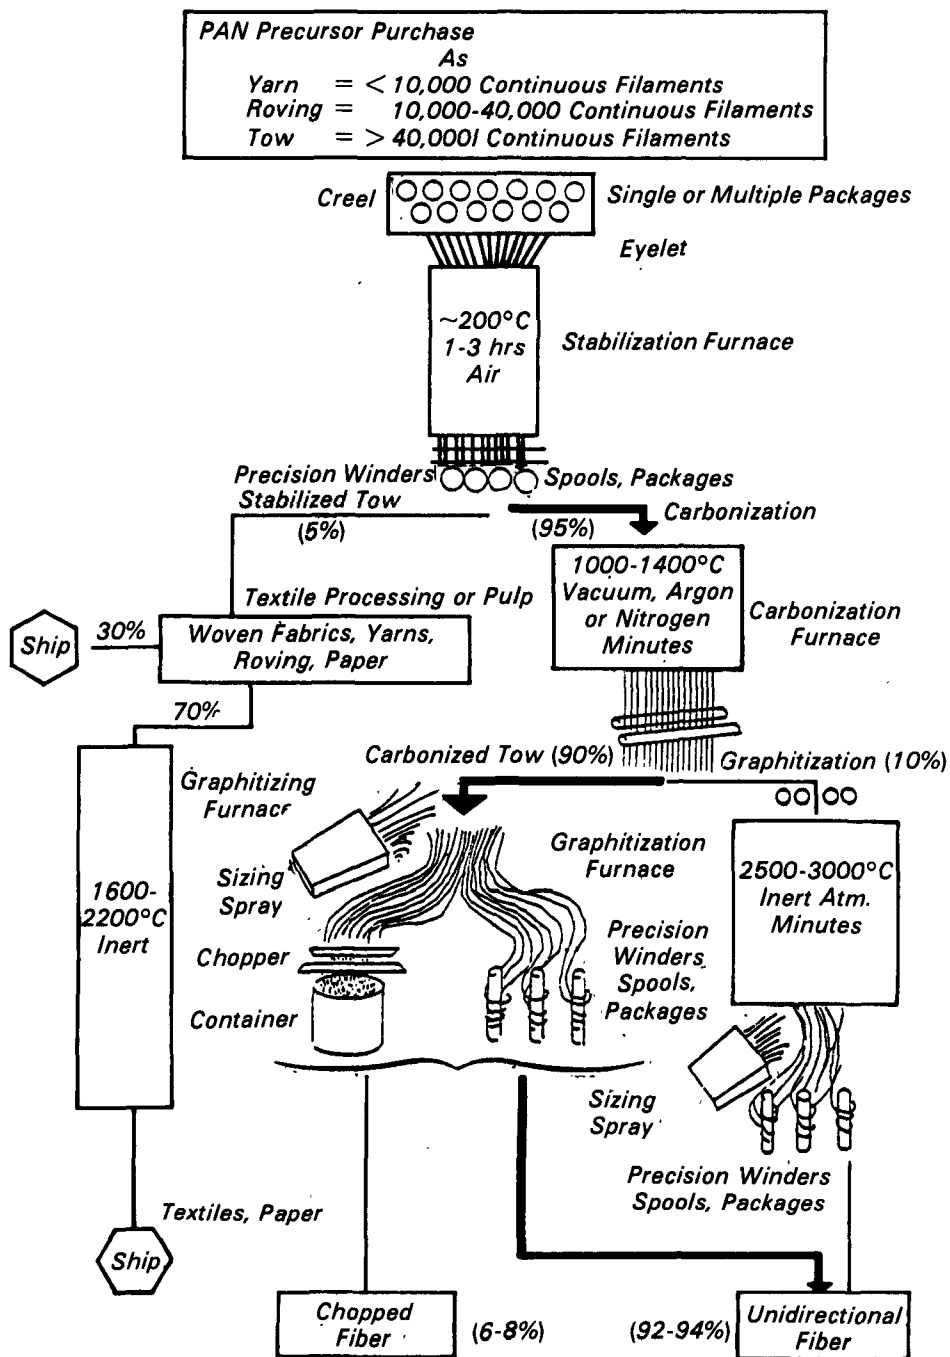 PAN Precursor Purchase
As
Yarn = < 10,000 Continuous Filaments
Roving = 10,000-40,000 Continuous Filaments
Tow = > 40,000l Continuous Filaments
Creel
Single or Multiple Packages
Eyelet
~200°C
1-3 hrs
Air
Stabilization Furnace
Precision Winders
Stabilized Tow
Spools, Packages
(5%)
(95%)
Carbonization
1000-1400°C
Vacuum, Argon
or Nitrogen
Minutes
Carbonization
Furnace
Textile Processing or Pulp
Woven Fabrics, Yarns,
Roving, Paper
Ship
30%
70%
Carbonized Tow (90%)
Graphitization (10%)
Graphitizing
Furnace
1600-
2200°C
Inert
Sizing
Spray
Chopper
Container
Graphitization
Furnace
2500-3000°C
Inert Atm.
Minutes
Precision
Winders
Spools,
Packages
Sizing
Spray
Precision Winders
Spools, Packages
Textiles, Paper
Ship
Chopped
Fiber
(6-8%)
(92-94%)
Unidirectional
Fiber